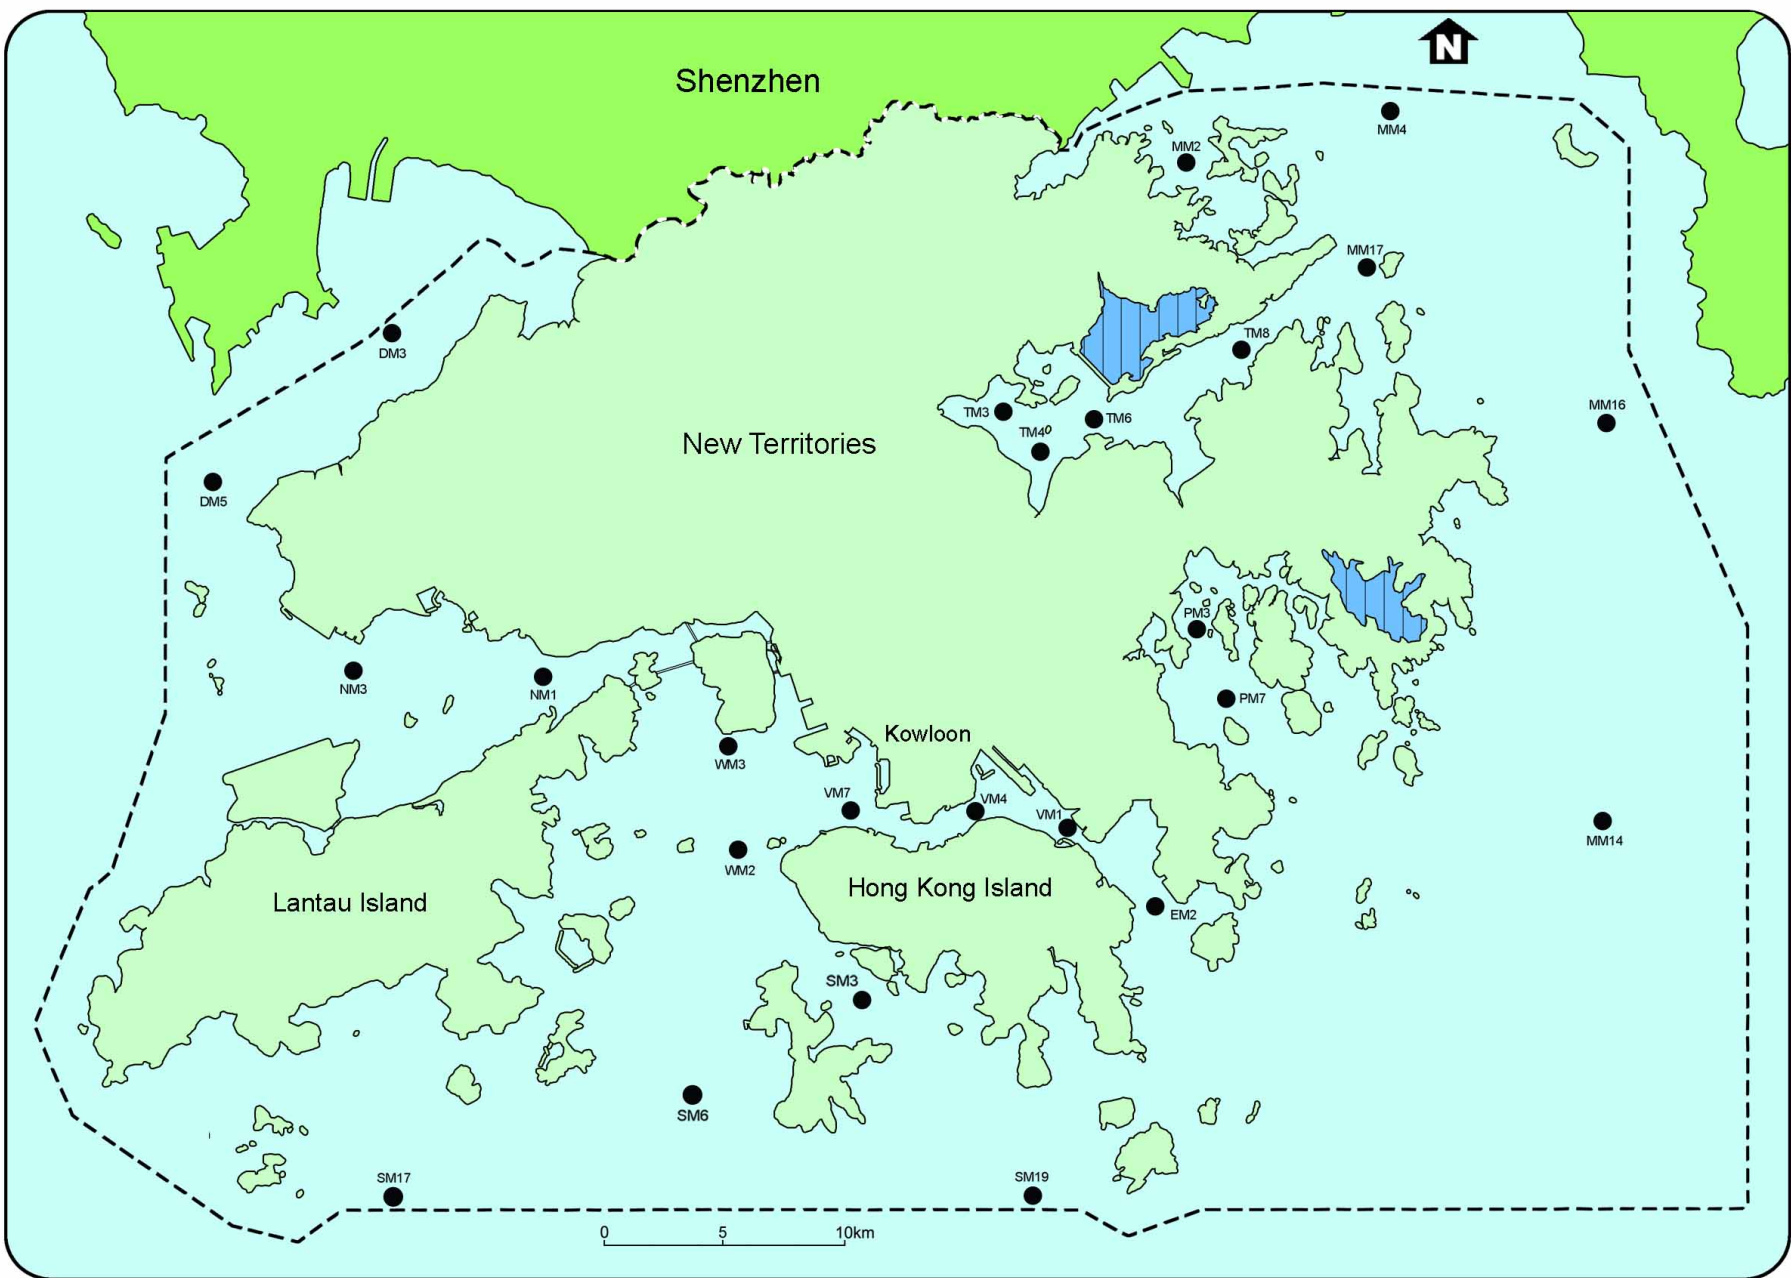 N
Shenzhen
MM4
MM2
MM17
DM3
TM8
TM3
TM6
TM4
MM16
New Territories
DM5
PM3
NM3
NM1
PM7
Kowloon
WM3
VM7
VM4
VM1
MM14
WM2
Hong Kong Island
Lantau Island
EM2
SM3
SM6
SM17
SM19
0 5 10km